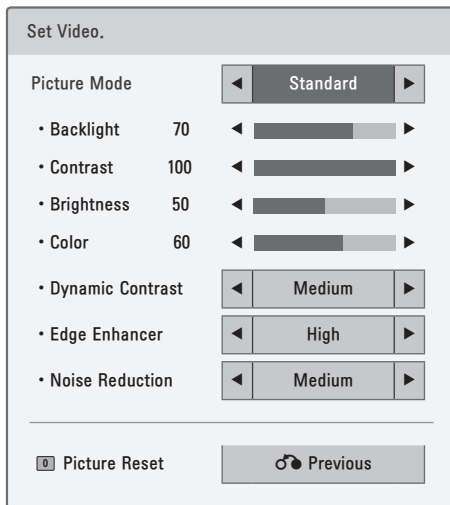 Set Video.
Picture Mode ◀ Standard ▶
• Backlight 70 ◀ ▶
• Contrast 100 ◀ ▶
• Brightness 50 ◀ ▶
• Color 60 ◀ ▶
• Dynamic Contrast ◀ Medium ▶
• Edge Enhancer ◀ High ▶
• Noise Reduction ◀ Medium ▶
0 Picture Reset Previous